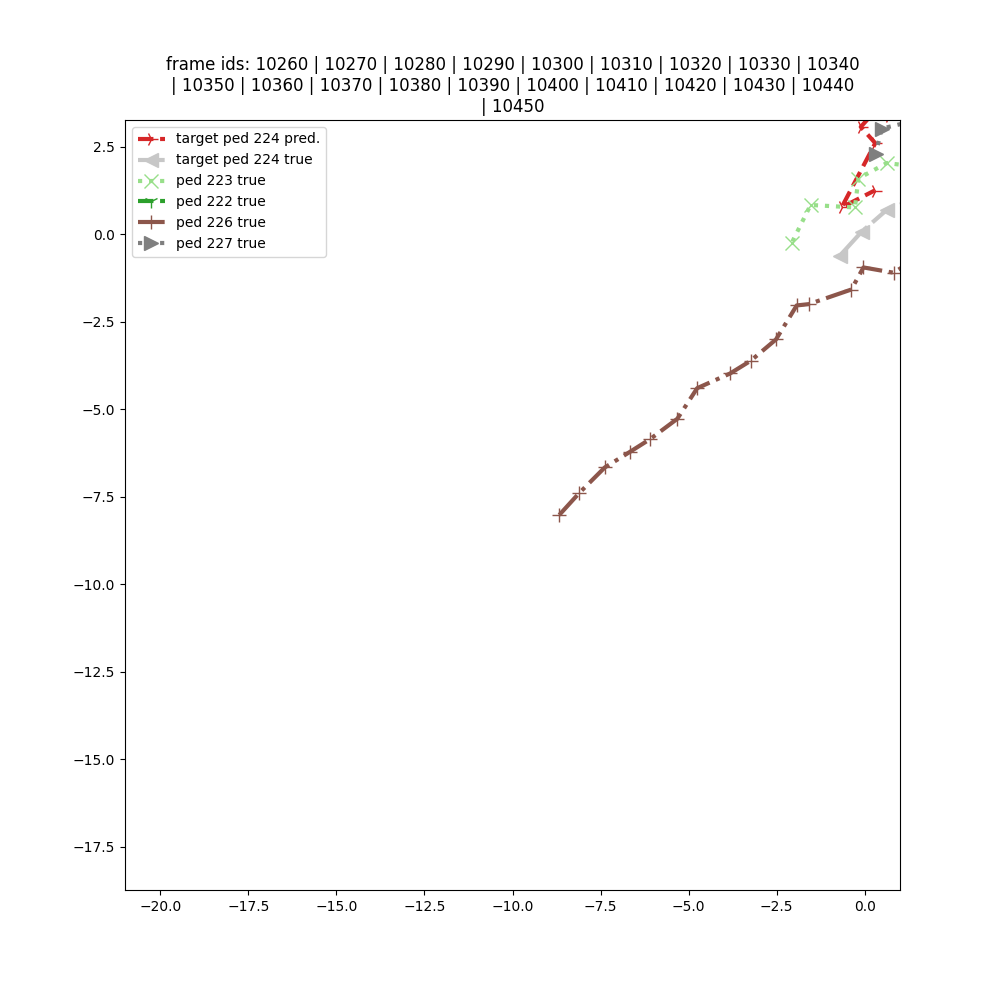 frame ids: 10260 | 10270 | 10280 | 10290 | 10300 | 10310 | 10320 | 10330 | 10340
| 10350 | 10360 | 10370 | 10380 | 10390 | 10400 | 10410 | 10420 | 10430 | 10440
| 10450
target ped 224 pred.
target ped 224 true
ped 223 true
ped 222 true
ped 226 true
ped 227 true
2.5
0.0
−2.5
−5.0
−7.5
−10.0
−12.5
−15.0
−17.5
−20.0 −17.5 −15.0 −12.5 −10.0 −7.5 −5.0 −2.5 0.0